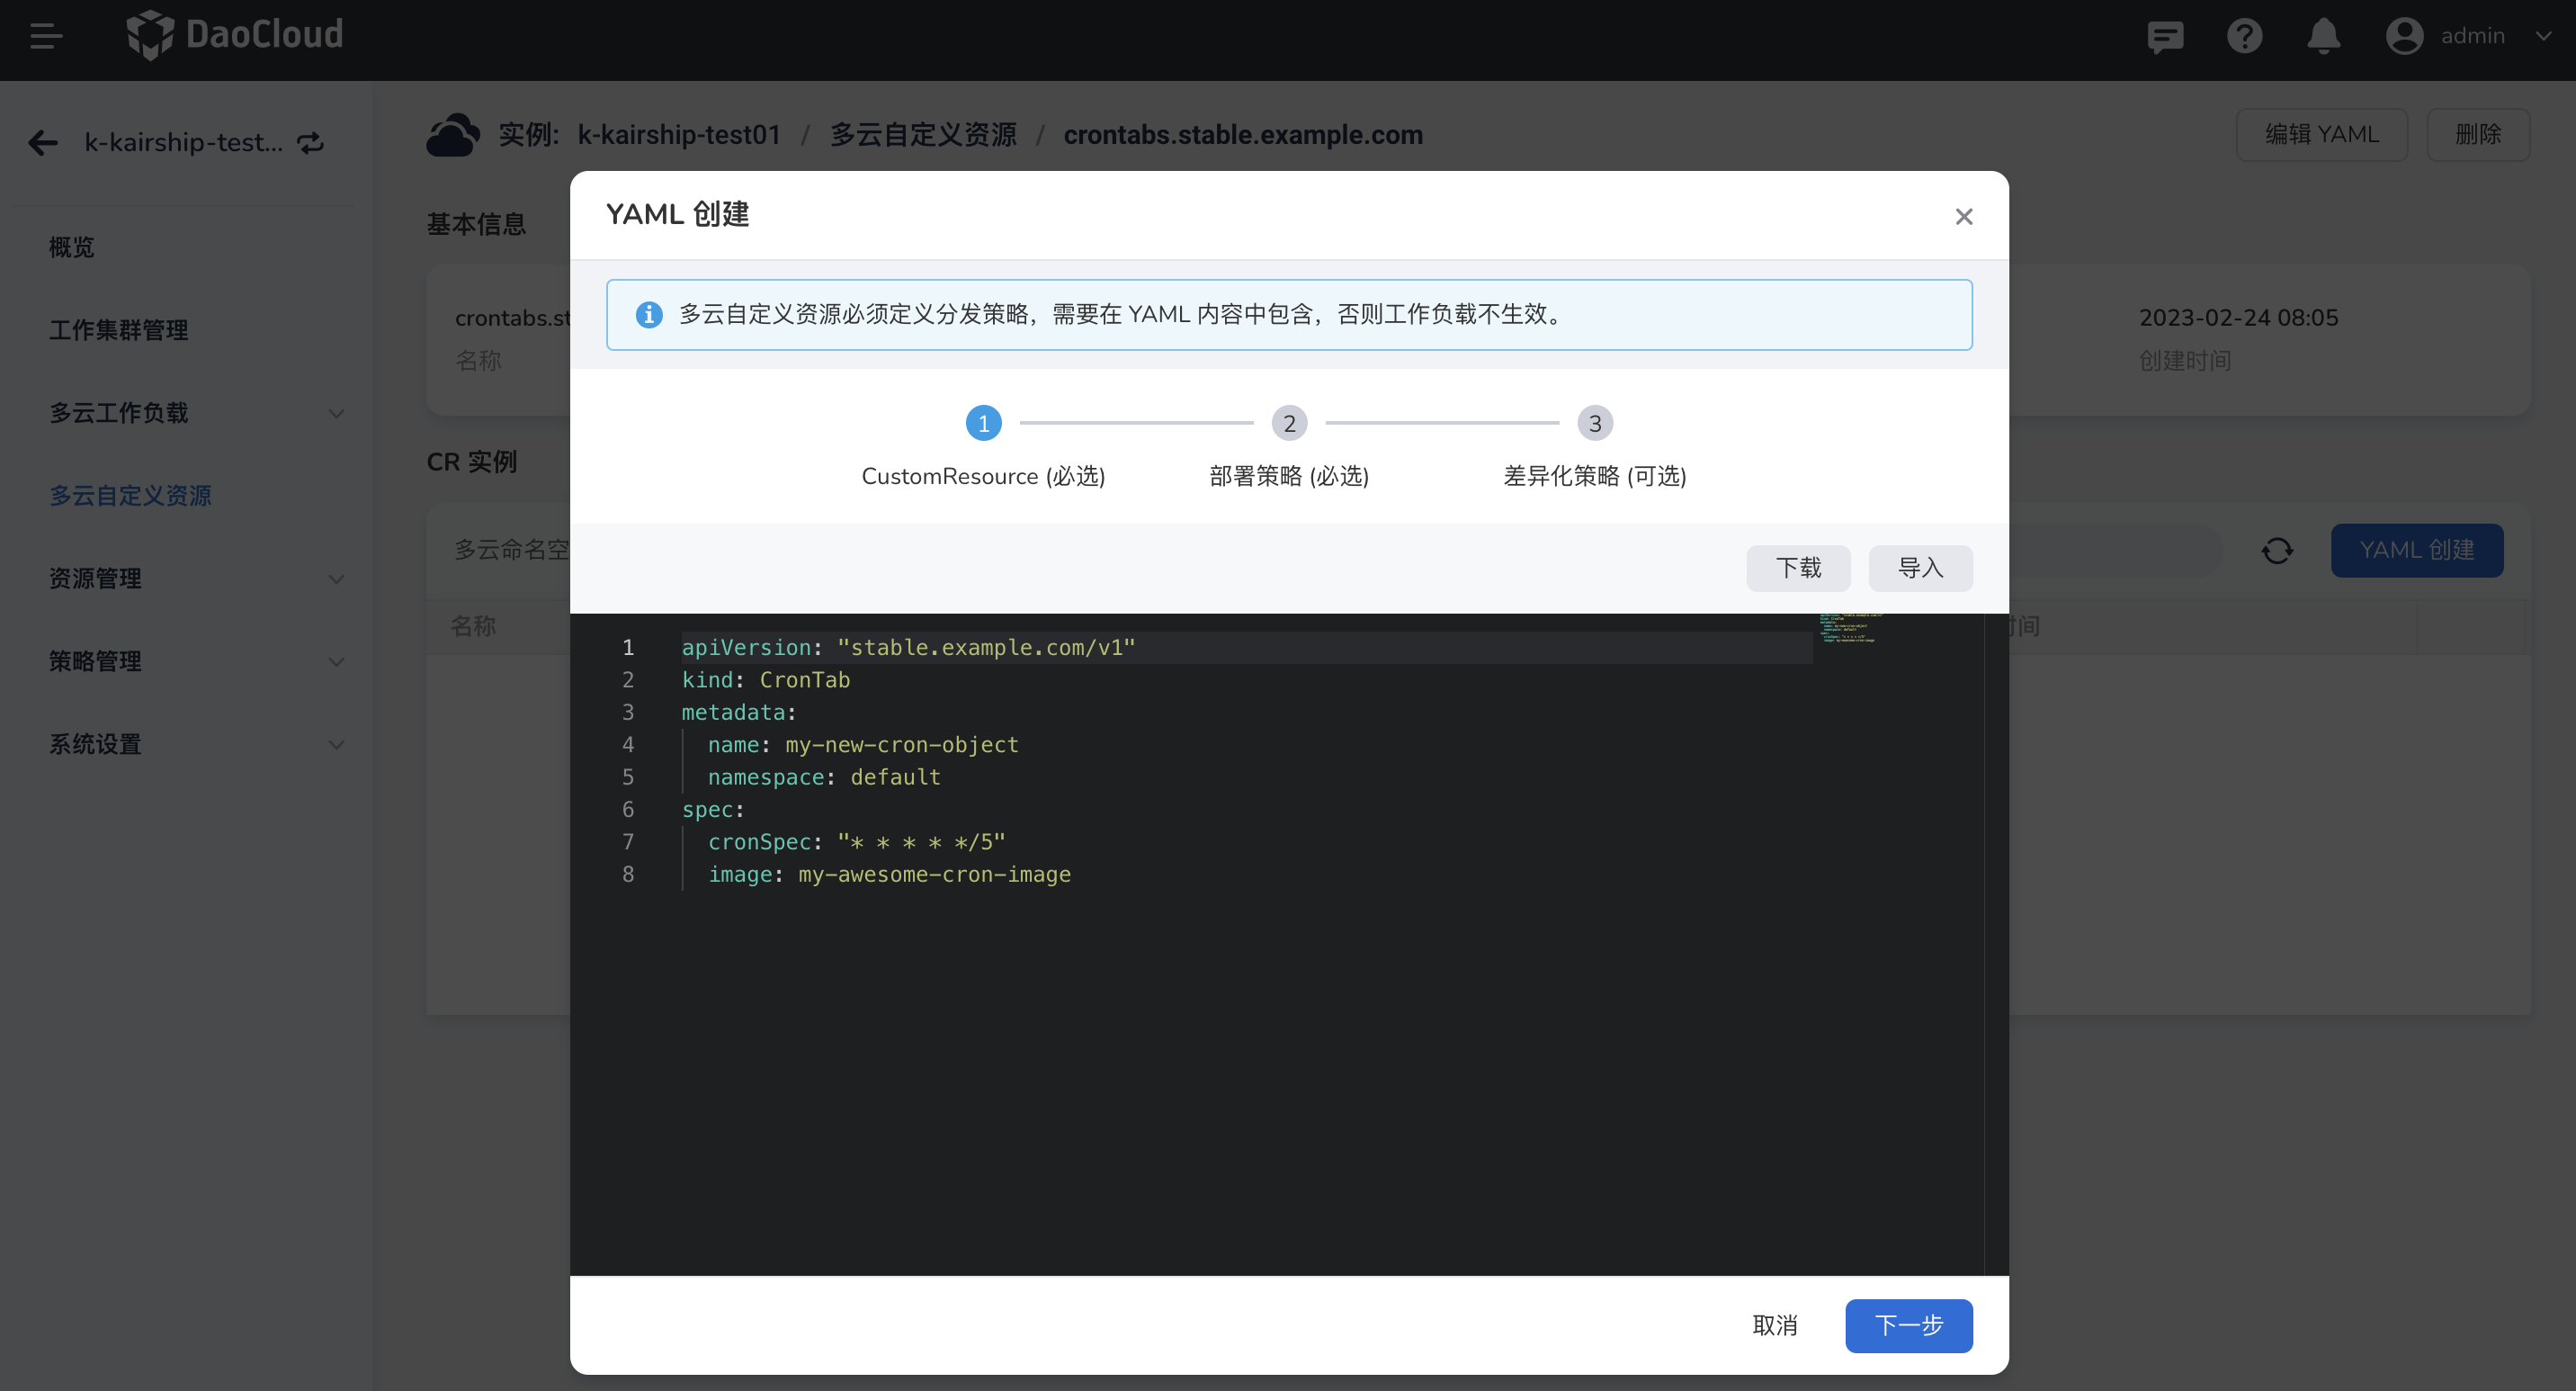 DaoCloud
admin
k-kairship-test...
实例: k-kairship-test01 / 多云自定义资源 / crontabs.stable.example.com
编辑 YAML
删除
概览
工作集群管理
多云工作负载
多云自定义资源
资源管理
策略管理
系统设置
基本信息
crontabs.st
名称
2023-02-24 08:05
创建时间
CR 实例
多云命名空
YAML 创建
名称
时间
YAML 创建
多云自定义资源必须定义分发策略，需要在 YAML 内容中包含，否则工作负载不生效。
1
2
3
CustomResource (必选)
部署策略 (必选)
差异化策略 (可选)
下载
导入
1 apiVersion: "stable.example.com/v1"
2 kind: CronTab
3 metadata:
4   name: my-new-cron-object
5   namespace: default
6 spec:
7   cronSpec: "* * * * */5"
8   image: my-awesome-cron-image
取消
下一步